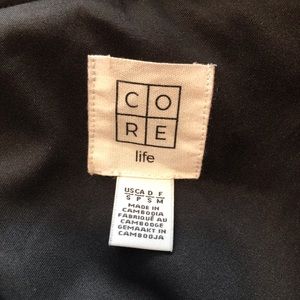 C O
R E
life
USCA D F
S P S M
MADE IN
CAMBODIA
FABRIQUÉ AU
CAMBODGE
GEMAAKT IN
CAMBODJA